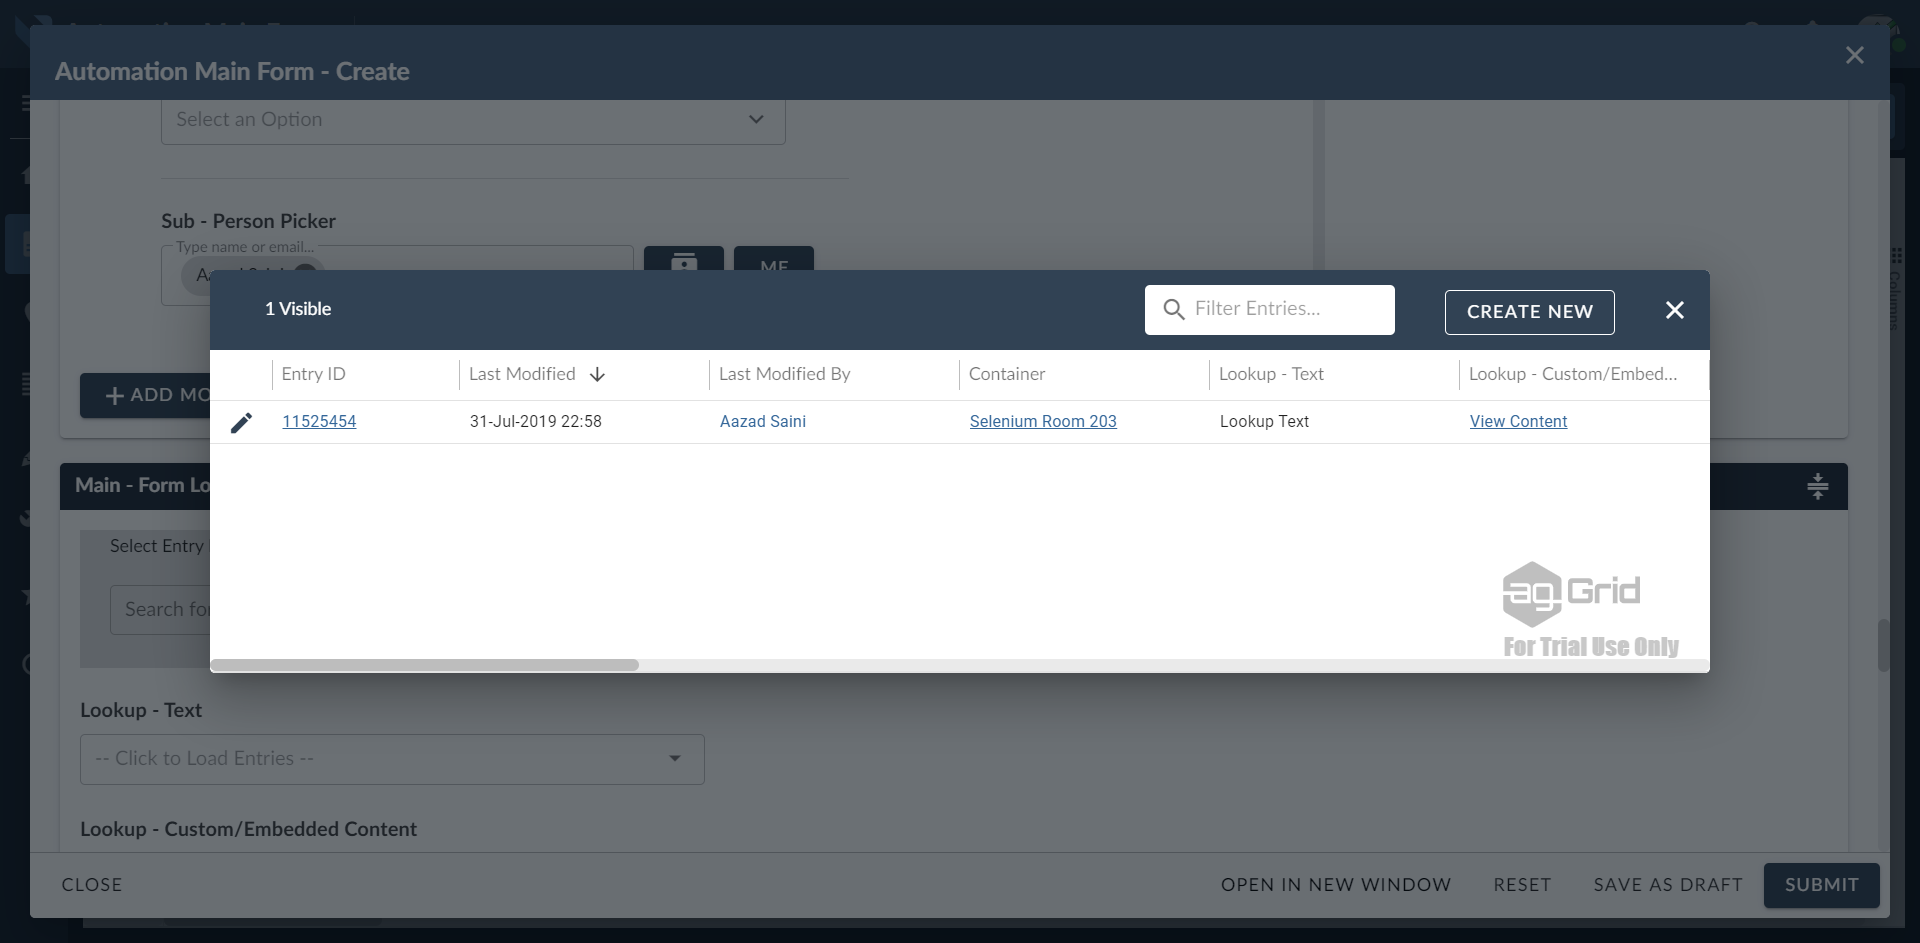 Automation Main Form - Create
Select an Option
Sub - Person Picker
Type name or email...
ME
1 Visible
Filter Entries...
CREATE NEW
Columns
Entry ID
Last Modified
Last Modified By
Container
Lookup - Text
Lookup - Custom/Embed...
ADD MO
11525454
31-Jul-2019 22:58
Aazad Saini
Selenium Room 203
Lookup Text
View Content
Main - Form Lo
Select Entry
Search for
ag Grid
For Trial Use Only
Lookup - Text
-- Click to Load Entries --
Lookup - Custom/Embedded Content
CLOSE
OPEN IN NEW WINDOW
RESET
SAVE AS DRAFT
SUBMIT